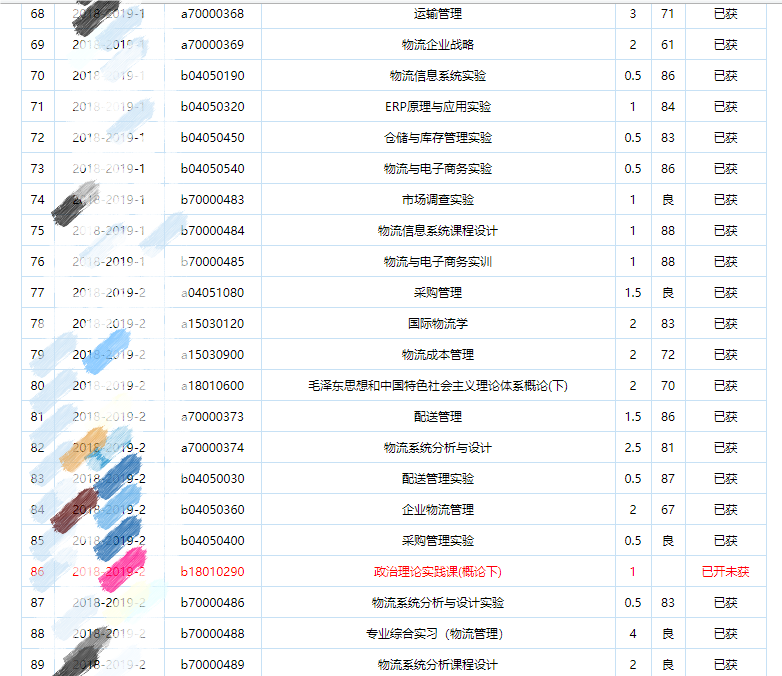 68 2018-2019-1 a70000368 运输管理 3 71 已获
69 2018-2019-1 a70000369 物流企业战略 2 61 已获
70 2018-2019-1 b04050190 物流信息系统实验 0.5 86 已获
71 2018-2019-1 b04050320 ERP原理与应用实验 1 84 已获
72 2018-2019-1 b04050450 仓储与库存管理实验 0.5 83 已获
73 2018-2019-1 b04050540 物流与电子商务实验 0.5 86 已获
74 2018-2019-1 b70000483 市场调查实验 1 良 已获
75 2018-2019-1 b70000484 物流信息系统课程设计 1 88 已获
76 2018-2019-1 b70000485 物流与电子商务实训 1 88 已获
77 2018-2019-2 a04051080 采购管理 1.5 良 已获
78 2018-2019-2 a15030120 国际物流学 2 83 已获
79 2018-2019-2 a15030900 物流成本管理 2 72 已获
80 2018-2019-2 a18010600 毛泽东思想和中国特色社会主义理论体系概论(下) 2 70 已获
81 2018-2019-2 a70000373 配送管理 1.5 86 已获
82 2018-2019-2 a70000374 物流系统分析与设计 2.5 81 已获
83 2018-2019-2 b04050030 配送管理实验 0.5 87 已获
84 2018-2019-2 b04050360 企业物流管理 2 67 已获
85 2018-2019-2 b04050400 采购管理实验 0.5 良 已获
86 2018-2019-2 b18010290 政治理论实践课(概论下) 1 已开未获
87 2018-2019-2 b70000486 物流系统分析与设计实验 0.5 83 已获
88 2018-2019-2 b70000488 专业综合实习（物流管理） 4 良 已获
89 2018-2019-2 b70000489 物流系统分析课程设计 2 良 已获